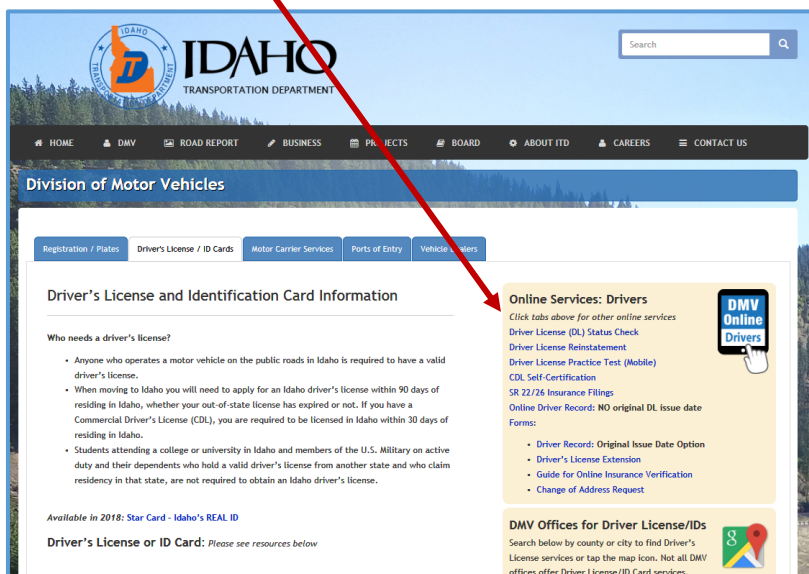 IDAHO
TRANSPORTATION DEPARTMENT
Search
HOME DMV ROAD REPORT BUSINESS PROJECTS BOARD ABOUT ITD CAREERS CONTACT US
Division of Motor Vehicles
Registration / Plates Driver's License / ID Cards Motor Carrier Services Ports of Entry Vehicle Dealers
Driver's License and Identification Card Information
Who needs a driver's license?
• Anyone who operates a motor vehicle on the public roads in Idaho is required to have a valid
driver's license.
• When moving to Idaho you will need to apply for an Idaho driver's license within 90 days of
residing in Idaho, whether your out-of-state license has expired or not. If you have a
Commercial Driver's License (CDL), you are required to be licensed in Idaho within 30 days of
residing in Idaho.
• Students attending a college or university in Idaho and members of the U.S. Military on active
duty and their dependents who hold a valid driver's license from another state and who claim
residency in that state, are not required to obtain an Idaho driver's license.
Available in 2018: Star Card - Idaho's REAL ID
Driver's License or ID Card: Please see resources below
Online Services: Drivers
Click tabs above for other online services
Driver License (DL) Status Check
Driver License Reinstatement
Driver License Practice Test (Mobile)
CDL Self-Certification
SR 22/26 Insurance Filings
Online Driver Record: NO original DL issue date
Forms:
• Driver Record: Original Issue Date Option
• Driver's License Extension
• Guide for Online Insurance Verification
• Change of Address Request
DMV
Online
Drivers
DMV Offices for Driver License/IDs
Search below by county or city to find Driver's
License services or tap the map icon. Not all DMV
offices offer Driver License/ID Card services.
8